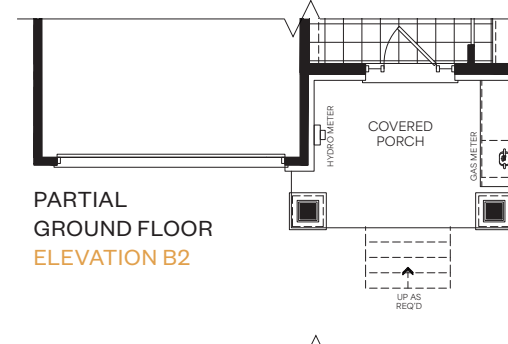 HYDRO METER
COVERED
PORCH
GAS METER
PARTIAL
GROUND FLOOR
ELEVATION B2
UP AS
REQ'D